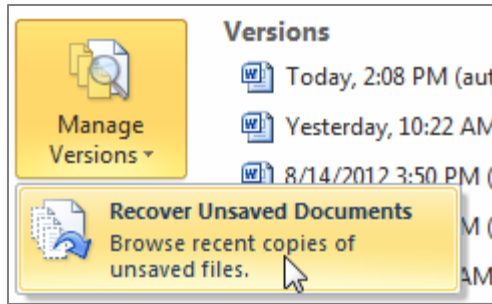 Versions
Today, 2:08 PM (aut
Manage
Versions
Yesterday, 10:22 AM
8/14/2012 3:50 PM (
Recover Unsaved Documents
Browse recent copies of
unsaved files.
M (
AM